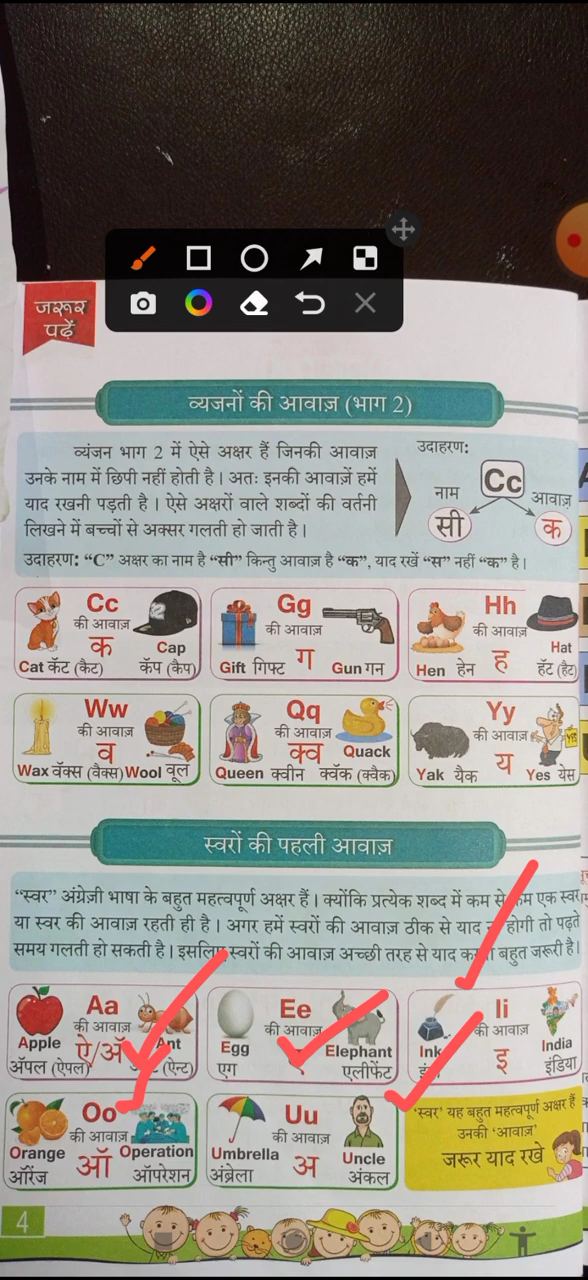 जरूर
पढ़ें
व्यजनों की आवाज़ (भाग 2)
व्यंजन भाग 2 में ऐसे अक्षर हैं जिनकी आवाज़
उनके नाम में छिपी नहीं होती है। अतः इनकी आवाज़ें हमें
याद रखनी पड़ती है। ऐसे अक्षरों वाले शब्दों की वर्तनी
लिखने में बच्चों से अक्सर गलती हो जाती है।
उदाहरण:
Cc
नाम
आवाज़
सी
क
उदाहरण: “C” अक्षर का नाम है “सी” किन्तु आवाज़ है “क”, याद रखें “स” नहीं “क” है।
Cc
की आवाज़
क
Cap
Cat कॅट (कैट) कॅप (कैप)
Gg
की आवाज़
Gift गिफ्ट ग Gun गन
Hh
की आवाज़
Hat
Hen हेन ह हॅट (हैट)
Ww
की आवाज़
व
Wax वॅक्स (वैक्स) Wool वूल
Qq
की आवाज़
क्व Quack
Queen क्वीन क्वॅक (क्वैक)
Yy
की आवाज़
Yak यैक य Yes येस
स्वरों की पहली आवाज़
“स्वर” अंग्रेज़ी भाषा के बहुत महत्वपूर्ण अक्षर हैं। क्योंकि प्रत्येक शब्द में कम से कम एक स्वर
या स्वर की आवाज़ रहती ही है। अगर हमें स्वरों की आवाज़ ठीक से याद होगी तो पढ़ते
समय गलती हो सकती है। इसलिए स्वरों की आवाज़ अच्छी तरह से याद बहुत जरूरी है।
Aa
की आवाज़
Apple ऐ/अॅ Ant
अॅपल (ऐपल) (ऐन्ट)
Ee
की आवाज़
Egg Elephant
एग एलीफेंट
Ii
की आवाज़
Ink इ India
इंडिया
Oo
की आवाज़
Orange ऑ Operation
ऑरेंज ऑपरेशन
Uu
की आवाज़
Umbrella अ Uncle
अंब्रेला अंकल
‘स्वर’ यह बहुत महत्वपूर्ण अक्षर हैं
उनकी ‘आवाज़’
जरूर याद रखे
4